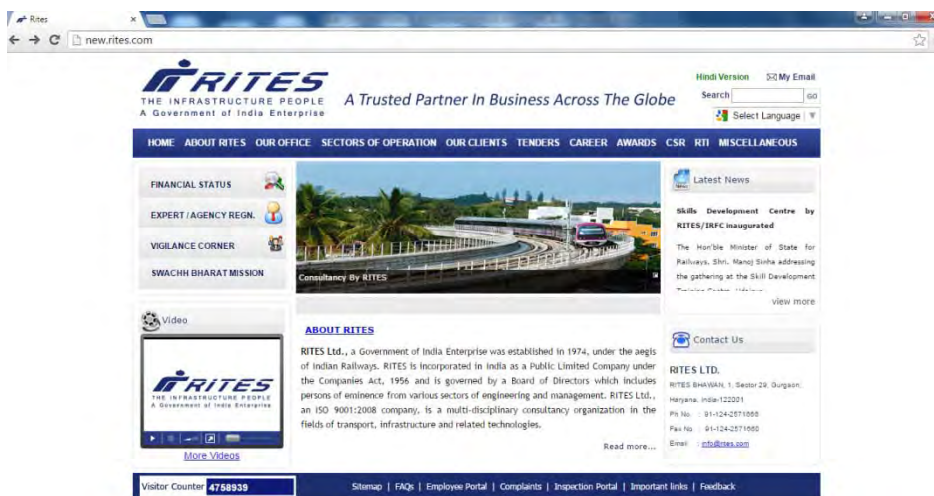 Rites
new.rites.com
RITES
THE INFRASTRUCTURE PEOPLE
A Government of India Enterprise
A Trusted Partner In Business Across The Globe
Hindi Version My Email
Search GO
Select Language
HOME ABOUT RITES OUR OFFICE SECTORS OF OPERATION OUR CLIENTS TENDERS CAREER AWARDS CSR RTI MISCELLANEOUS
FINANCIAL STATUS
EXPERT / AGENCY REGN.
VIGILANCE CORNER
SWACHH BHARAT MISSION
Consultancy By RITES
Latest News
Skills Development Centre by
RITES/IRFC inaugurated
The Hon'ble Minister of State for
Railways, Shri. Manoj Sinha addressing
the gathering at the Skill Development
view more
Video
RITES
THE INFRASTRUCTURE PEOPLE
A Government of India Enterprise
More Videos
ABOUT RITES
RITES Ltd., a Government of India Enterprise was established in 1974, under the aegis
of Indian Railways. RITES is incorporated in India as a Public Limited Company under
the Companies Act, 1956 and is governed by a Board of Directors which includes
persons of eminence from various sectors of engineering and management. RITES Ltd.,
an ISO 9001:2008 company, is a multi-disciplinary consultancy organization in the
fields of transport, infrastructure and related technologies.
Read more...
Contact Us
RITES LTD.
RITES BHAWAN, 1, Sector 29, Gurgaon,
Haryana, India-122001
Ph No : 91-124-2571666
Fax No : 91-124-2571660
Email : info@rites.com
Visitor Counter 4758939
Sitemap | FAQs | Employee Portal | Complaints | Inspection Portal | Important links | Feedback